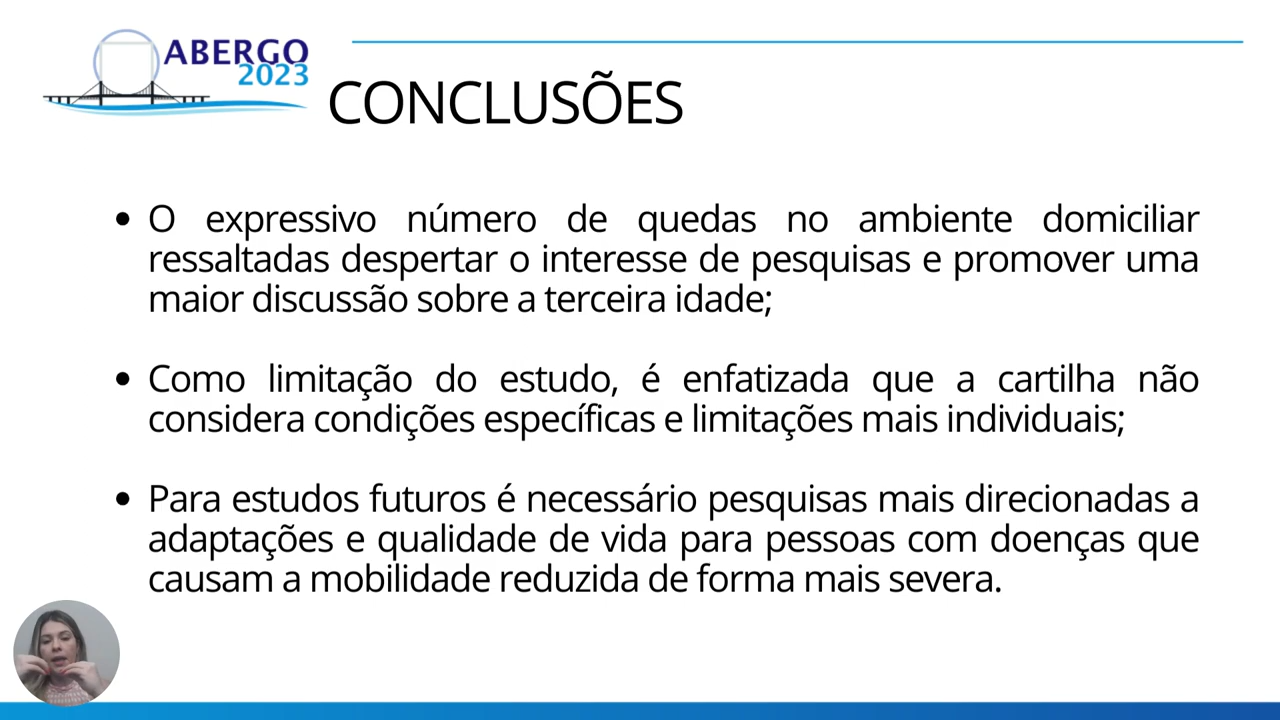 ABERGO
2023
CONCLUSÕES
• O expressivo número de quedas no ambiente domiciliar
ressaltadas despertar o interesse de pesquisas e promover uma
maior discussão sobre a terceira idade;
• Como limitação do estudo, é enfatizada que a cartilha não
considera condições específicas e limitações mais individuais;
• Para estudos futuros é necessário pesquisas mais direcionadas a
adaptações e qualidade de vida para pessoas com doenças que
causam a mobilidade reduzida de forma mais severa.